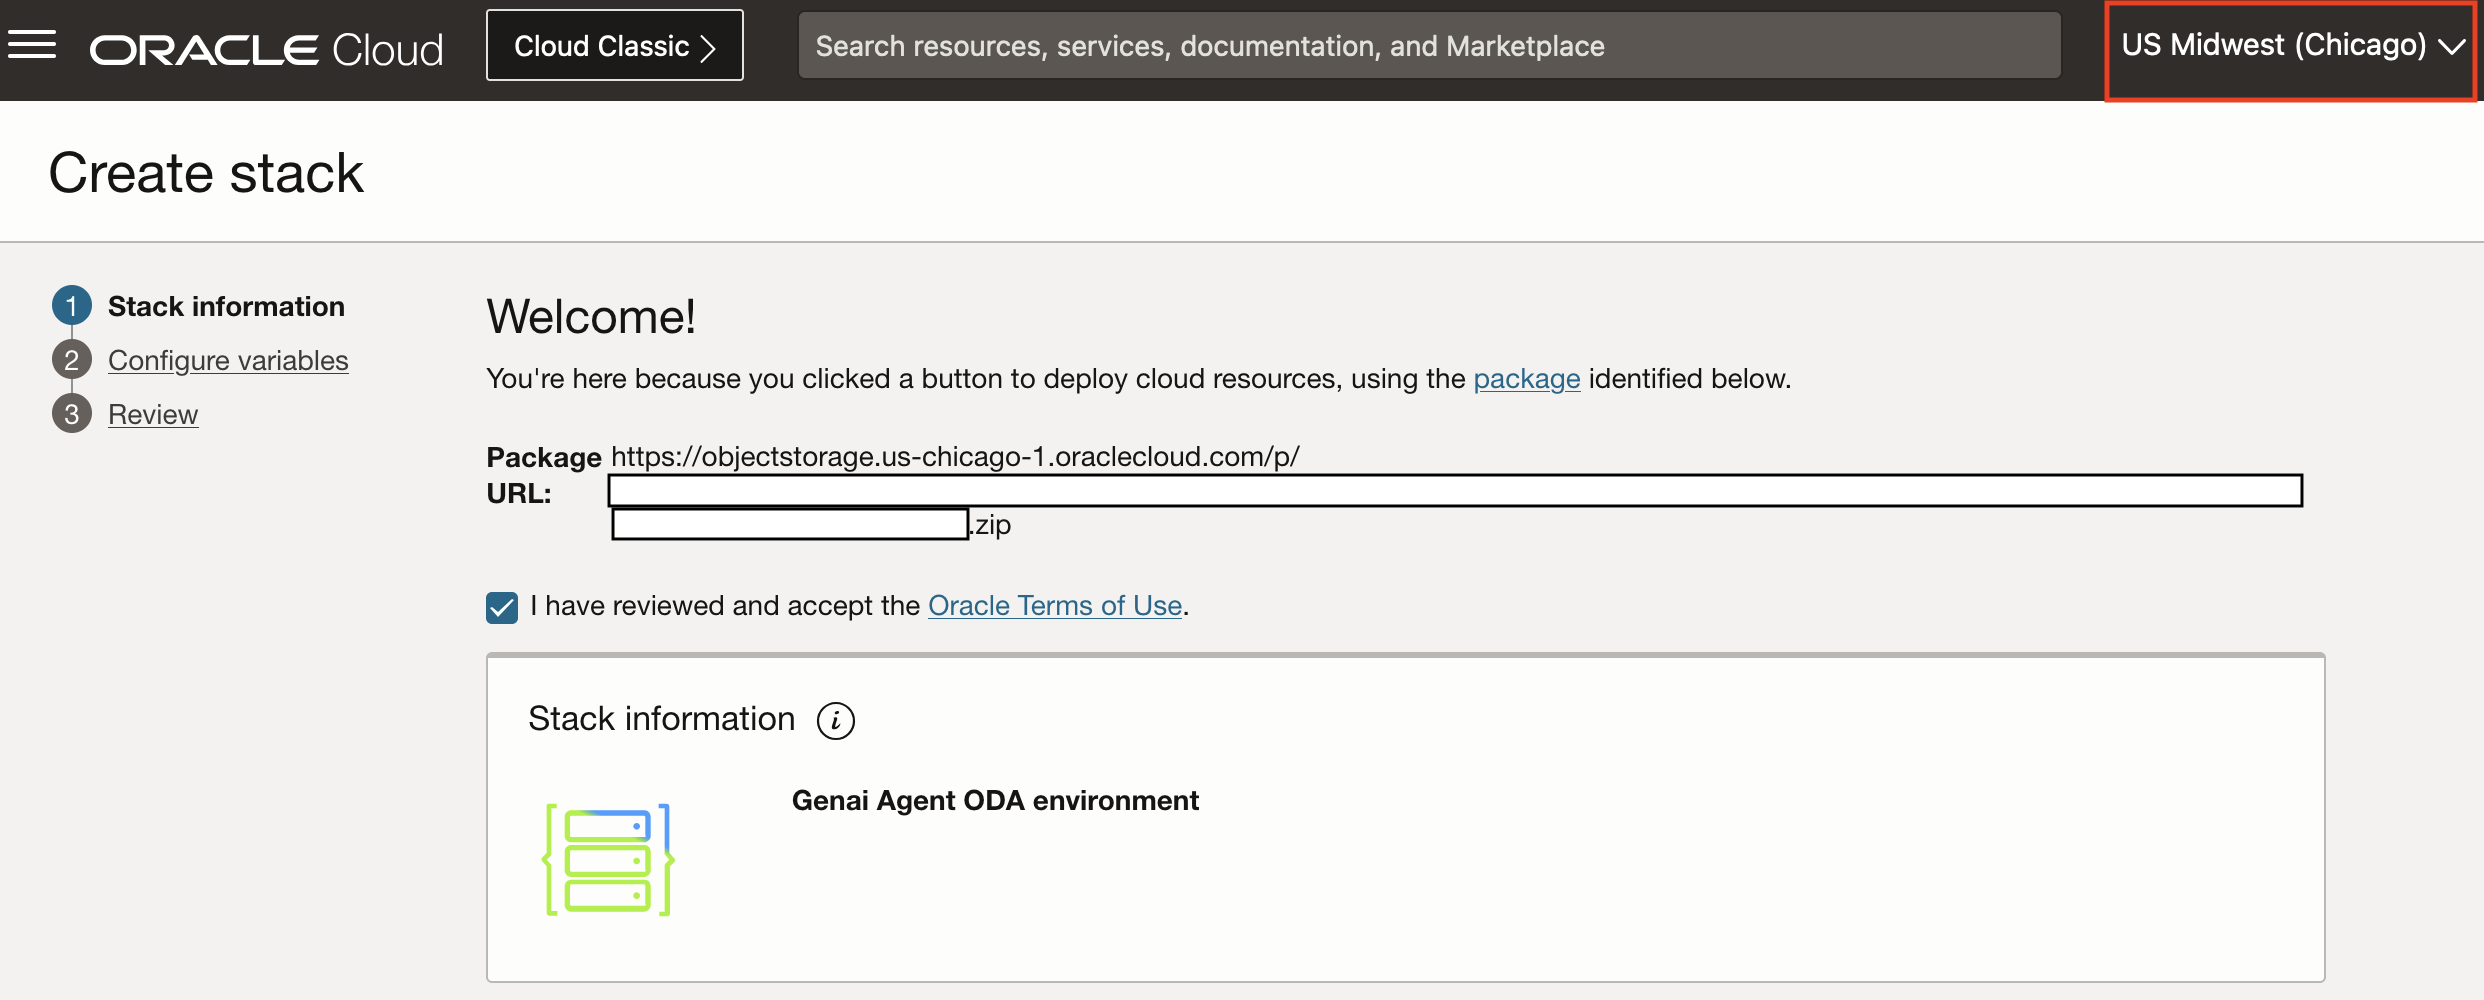 ORACLE Cloud
Cloud Classic
Search resources, services, documentation, and Marketplace
US Midwest (Chicago)
Create stack
1 Stack information
2 Configure variables
3 Review
Welcome!
You're here because you clicked a button to deploy cloud resources, using the package identified below.
Package URL: https://objectstorage.us-chicago-1.oraclecloud.com/p/
.zip
I have reviewed and accept the Oracle Terms of Use.
Stack information i
Genai Agent ODA environment